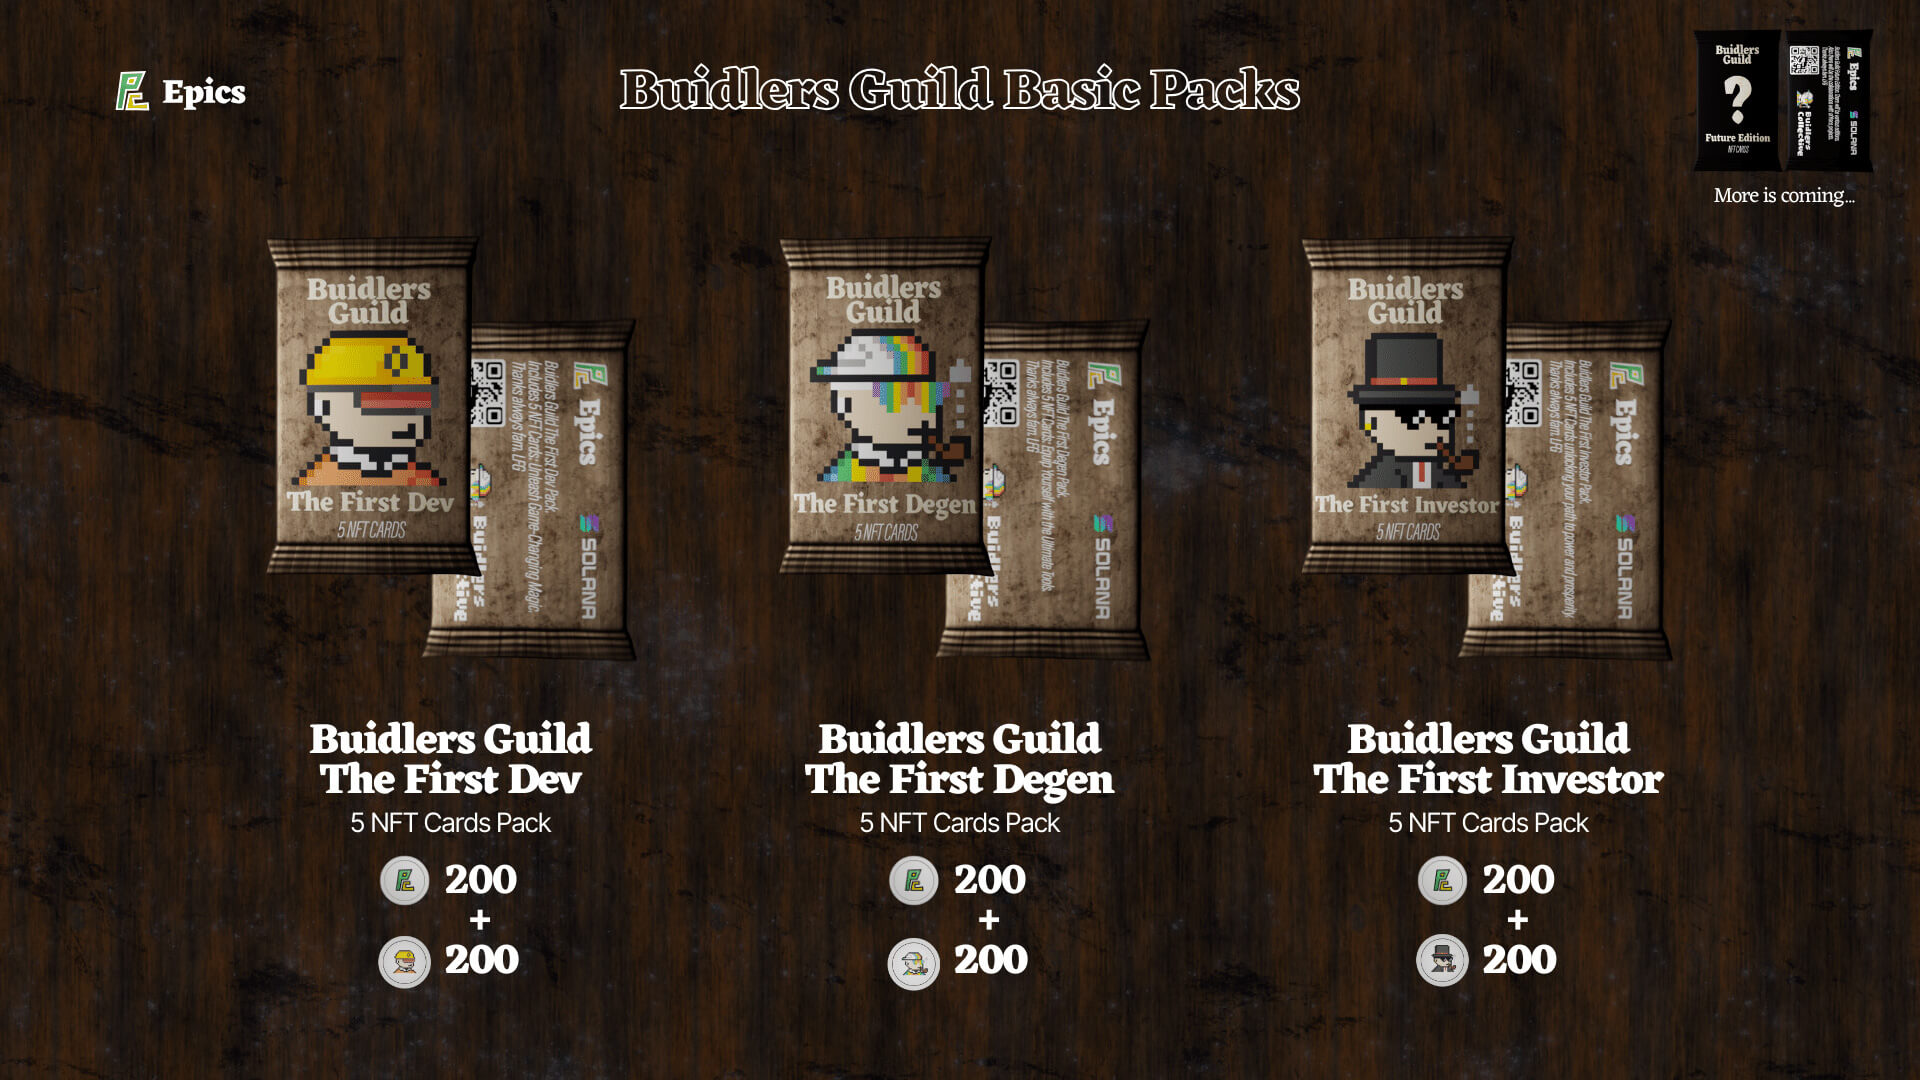 Epics
Buidlers Guild Basic Packs
Buidlers
Guild
Future Edition
NFT CARDS
Epics
SOLANA
Buidlers
Collective
More is coming...
Buidlers
Guild
The First Dev
5 NFT CARDS
Epics
SOLANA
Buidlers Guild The First Dev Pack.
Includes 5 NFT Cards: Unleash Game-Changing Magic.
Thanks always fam. LFG
Buidlers
Guild
The First Degen
5 NFT CARDS
Epics
SOLANA
Buidlers Guild The First Degen Pack.
Includes 5 NFT Cards: Equip Yourself with the Ultimate Tools.
Thanks always fam. LFG
Buidlers
Guild
The First Investor
5 NFT CARDS
Epics
SOLANA
Buidlers Guild The First Investor Pack.
Includes 5 NFT Cards unlocking your path to power and prosperity.
Thanks always fam. LFG
Buidlers Guild
The First Dev
5 NFT Cards Pack
200
+
200
Buidlers Guild
The First Degen
5 NFT Cards Pack
200
+
200
Buidlers Guild
The First Investor
5 NFT Cards Pack
200
+
200